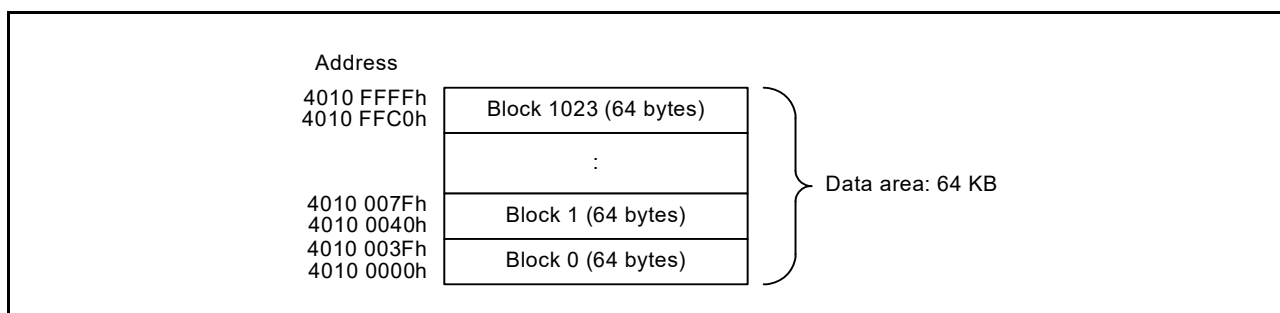 Address
4010 FFFFh
4010 FFC0h
Block 1023 (64 bytes)
:
Data area: 64 KB
4010 007Fh
4010 0040h
Block 1 (64 bytes)
4010 003Fh
4010 0000h
Block 0 (64 bytes)